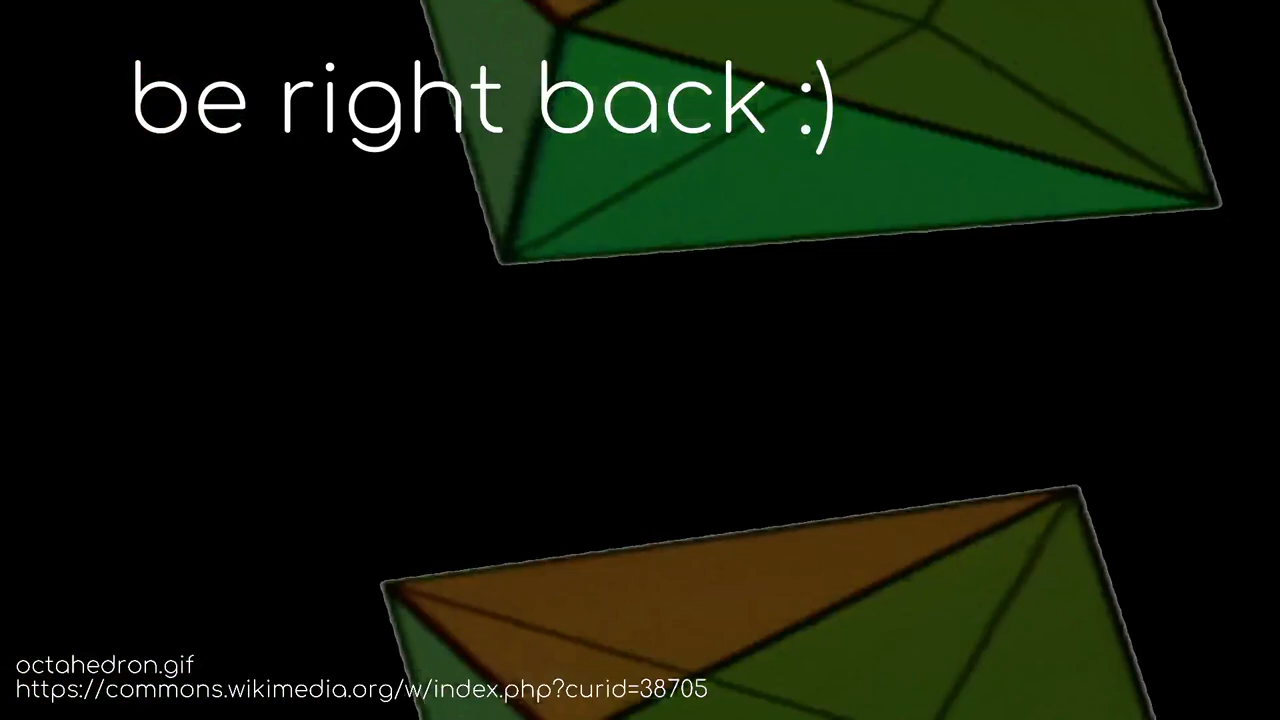 be right back :)
octahedron.gif
https://commons.wikimedia.org/w/index.php?curid=38705